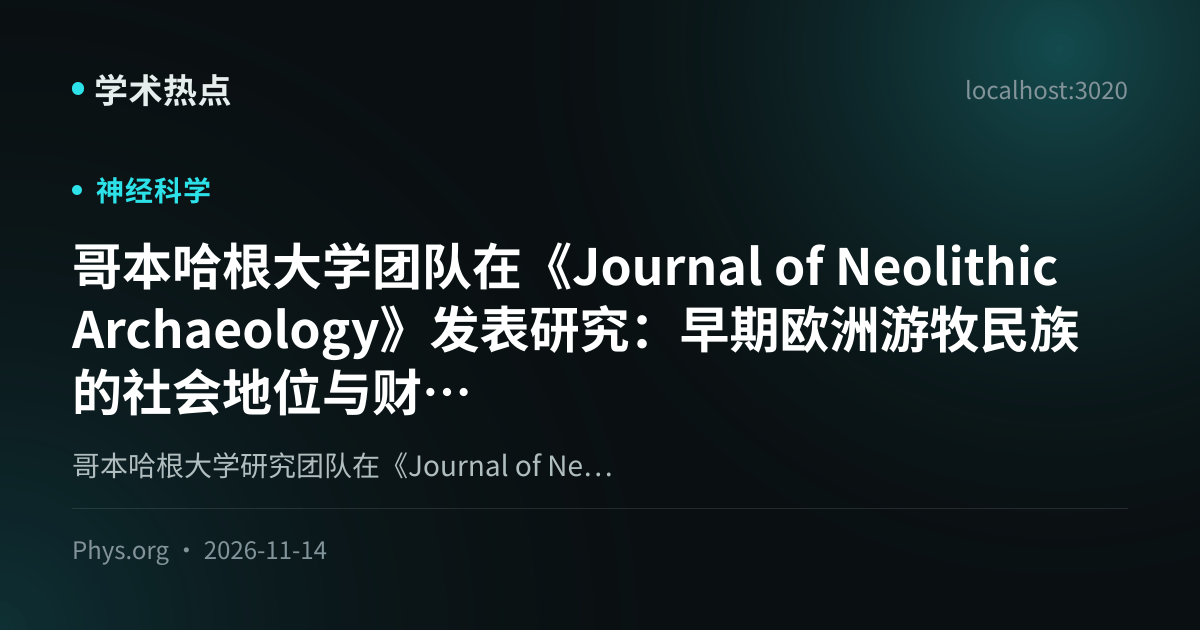 学术热点
localhost:3020
神经科学
哥本哈根大学团队在《Journal of Neolithic
Archaeology》发表研究：早期欧洲游牧民族
的社会地位与财…
哥本哈根大学研究团队在《Journal of Ne…
Phys.org · 2026-11-14